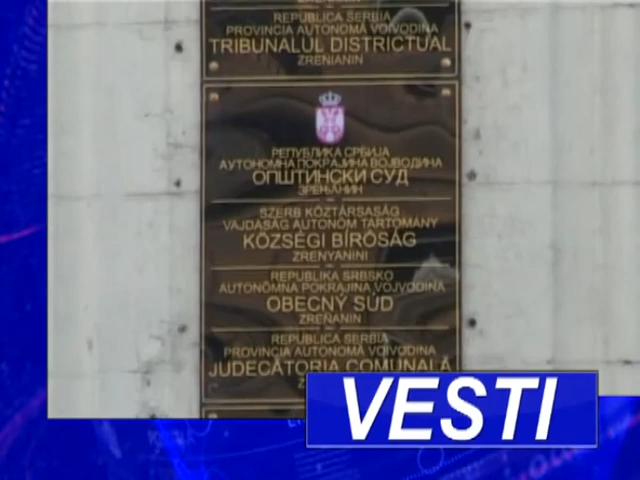 REPUBLICA SERBIA
PROVINCIA AUTONOMĂ VOIVODINA
TRIBUNALUL DISTRICTUAL
ZRENIANIN
РЕПУБЛИКА СРБИЈА
АУТОНОМНА ПОКРАЈИНА ВОЈВОДИНА
ОПШТИНСКИ СУД
ЗРЕЊАНИН
SZERB KÖZTÁRSASÁG
VAJDASÁG AUTONÓM TARTOMÁNY
KÖZSÉGI BÍRÓSÁG
ZRENYANINI
REPUBLIKA SRBSKO
AUTONÓMNA POKRAJINA VOJVODINA
OBECNÝ SÚD
ZREŇANIN
REPUBLICA SERBIA
PROVINCIA AUTONOMĂ VOIVODINA
JUDECĂTORIA COMUNALĂ
VESTI